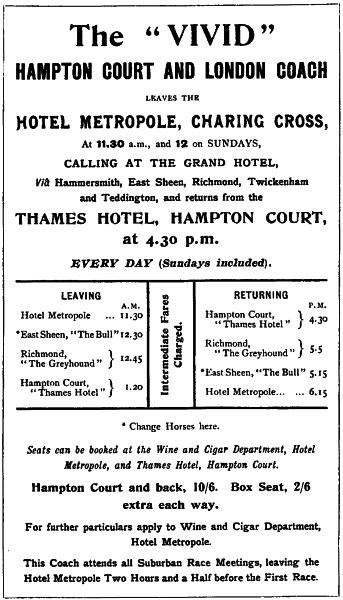 The "VIVID"
HAMPTON COURT AND LONDON COACH
LEAVES THE
HOTEL METROPOLE, CHARING CROSS,
At 11.30 a.m., and 12 on SUNDAYS,
CALLING AT THE GRAND HOTEL,
Viâ Hammersmith, East Sheen, Richmond, Twickenham
and Teddington, and returns from the
THAMES HOTEL, HAMPTON COURT,
at 4.30 p.m.
EVERY DAY (Sundays included).
LEAVING
A.M.
Hotel Metropole ... 11.30
*East Sheen, "The Bull" 12.30
Richmond,
"The Greyhound" } 12.45
Hampton Court,
"Thames Hotel" } 1.20
Intermediate Fares
Charged.
RETURNING
P.M.
Hampton Court,
"Thames Hotel" } 4.30
Richmond,
"The Greyhound" } 5.5
*East Sheen, "The Bull" 5.15
Hotel Metropole... ... 6.15
* Change Horses here.
Seats can be booked at the Wine and Cigar Department, Hotel
Metropole, and Thames Hotel, Hampton Court.
Hampton Court and back, 10/6. Box Seat, 2/6
extra each way.
For further particulars apply to Wine and Cigar Department,
Hotel Metropole.
This Coach attends all Suburban Race Meetings, leaving the
Hotel Metropole Two Hours and a Half before the First Race.